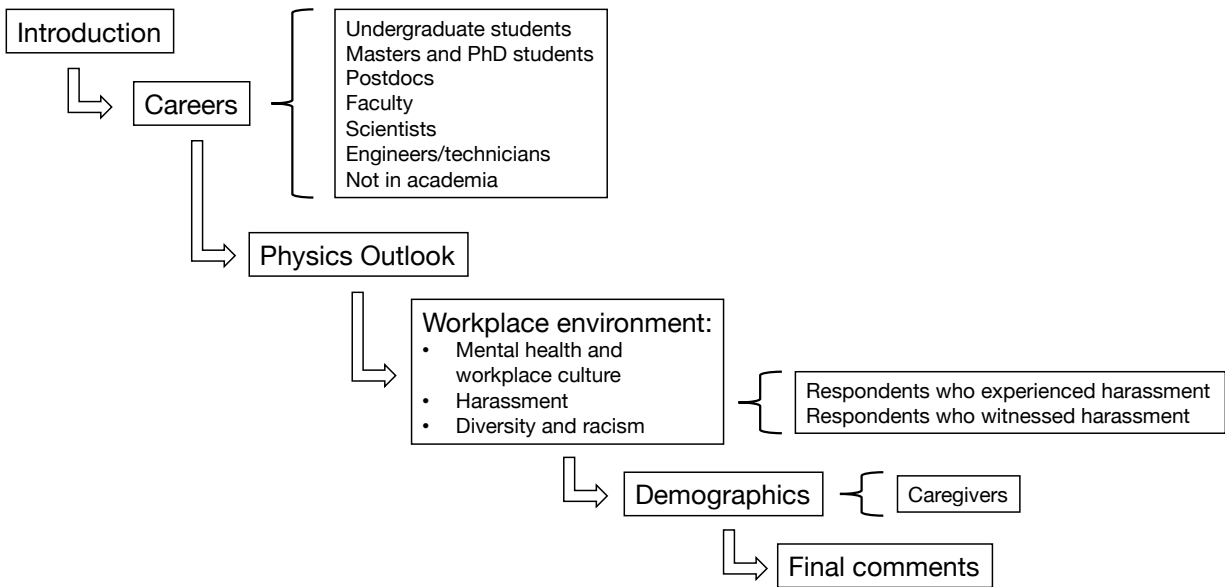 Introduction
Careers
Undergraduate students
Masters and PhD students
Postdocs
Faculty
Scientists
Engineers/technicians
Not in academia
Physics Outlook
Workplace environment:
• Mental health and
workplace culture
• Harassment
• Diversity and racism
Respondents who experienced harassment
Respondents who witnessed harassment
Demographics
Caregivers
Final comments